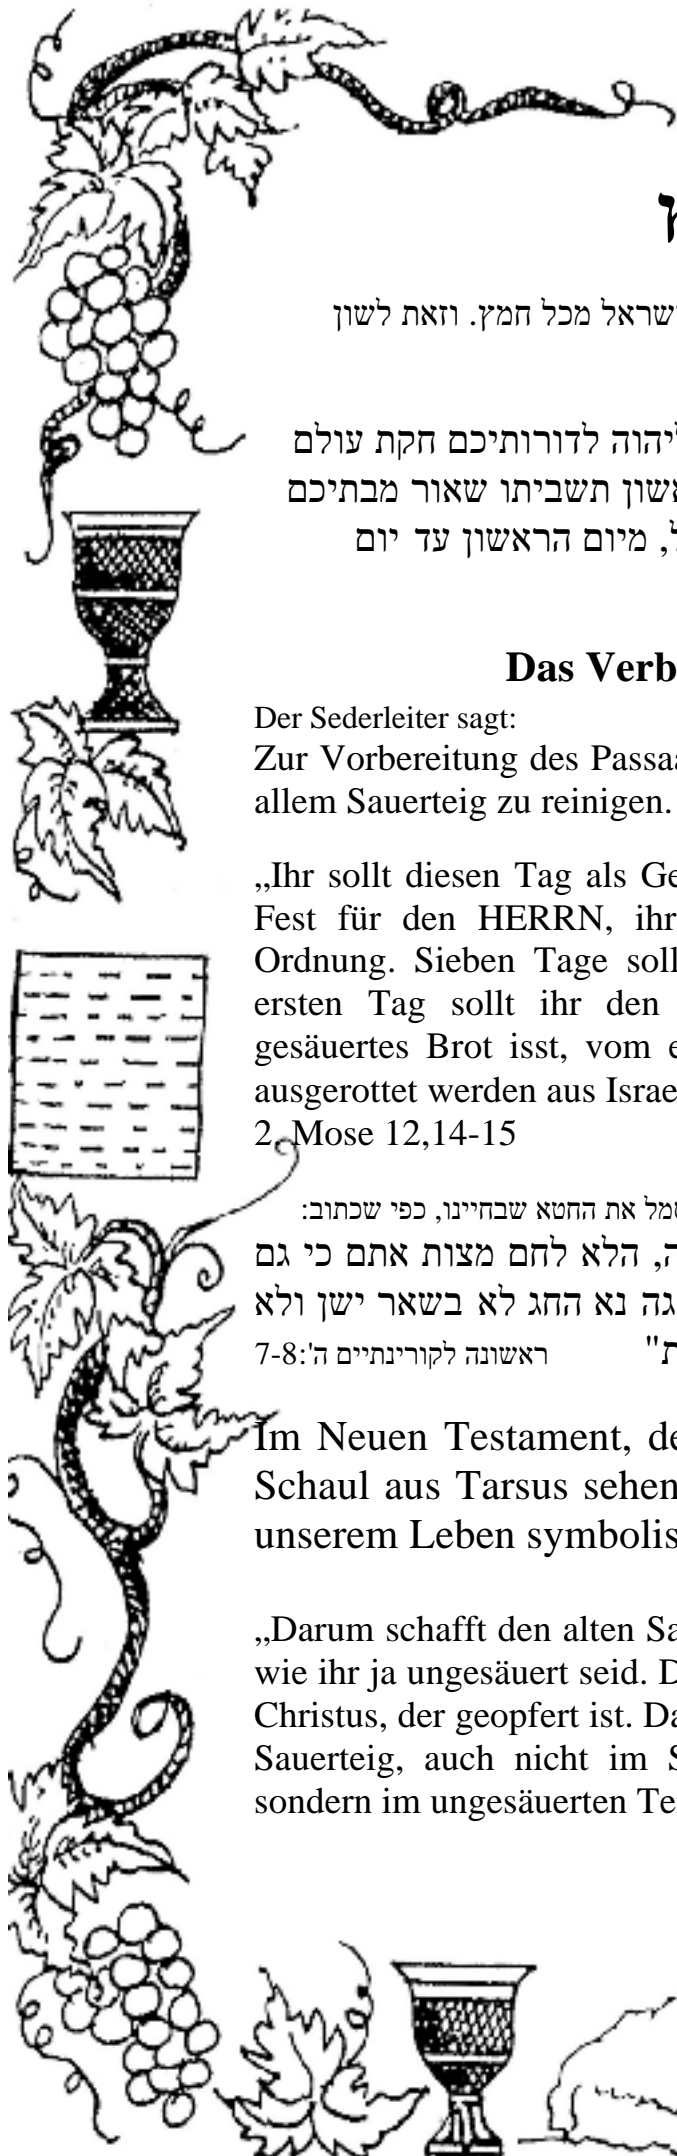 ץ
שראל מכל חמץ. וזאת לשון
ליהוה לדורותיכם חקת עולם
אשון תשביתו שאור מבתיכם
ל, מיום הראשון עד יום
Das Verb
Der Sederleiter sagt:
Zur Vorbereitung des Passa
allem Sauerteig zu reinigen.
„Ihr sollt diesen Tag als Ge
Fest für den HERRN, ihr
Ordnung. Sieben Tage soll
ersten Tag sollt ihr den
gesäuertes Brot isst, vom e
ausgerottet werden aus Israe
2. Mose 12,14-15
סמל את החטא שבחיינו, כפי שכתוב:
ה, הלא לחם מצות אתם כי גם
גה נא החג לא בשאר ישן ולא
ת" ראשונה לקורינתיים ה':7-8
Im Neuen Testament, de
Schaul aus Tarsus sehen
unserem Leben symbolis
„Darum schafft den alten Sa
wie ihr ja ungesäuert seid. D
Christus, der geopfert ist. Da
Sauerteig, auch nicht im S
sondern im ungesäuerten Te